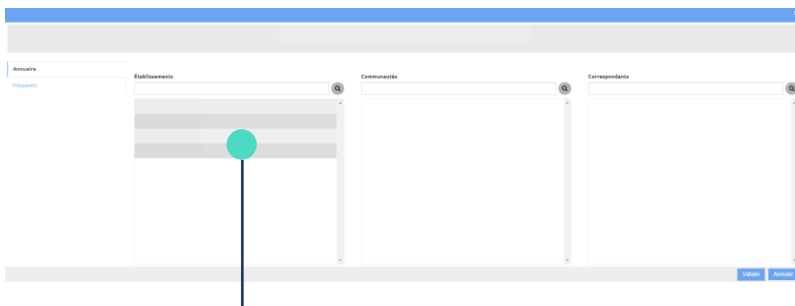 Annuaire
Fréquents
Établissements
Communautés
Correspondants
Valider
Annuler